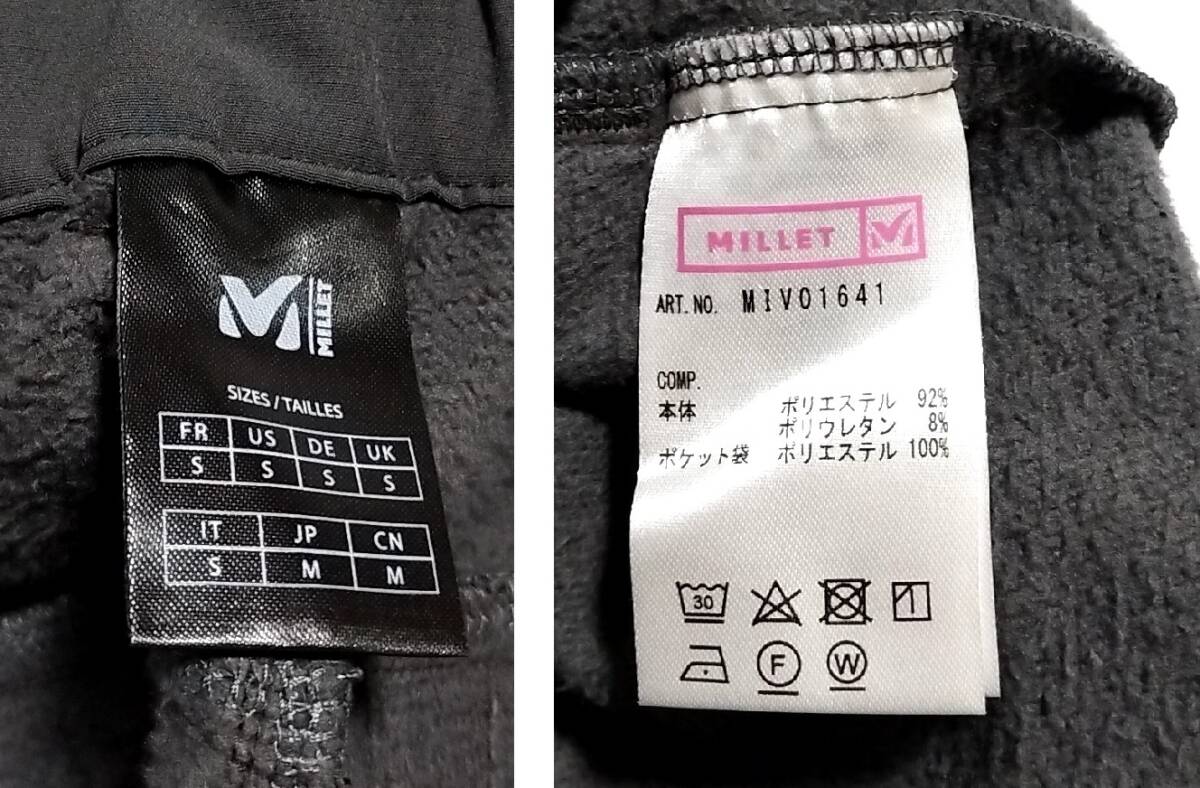 MILLET
SIZES / TAILLES
FR US DE UK
S S S S
IT JP CN
S M M
MILLET
ART. NO. MIV01641
COMP.
本体 ポリエステル 92%
ポリウレタン 8%
ポケット袋 ポリエステル 100%
30
F W